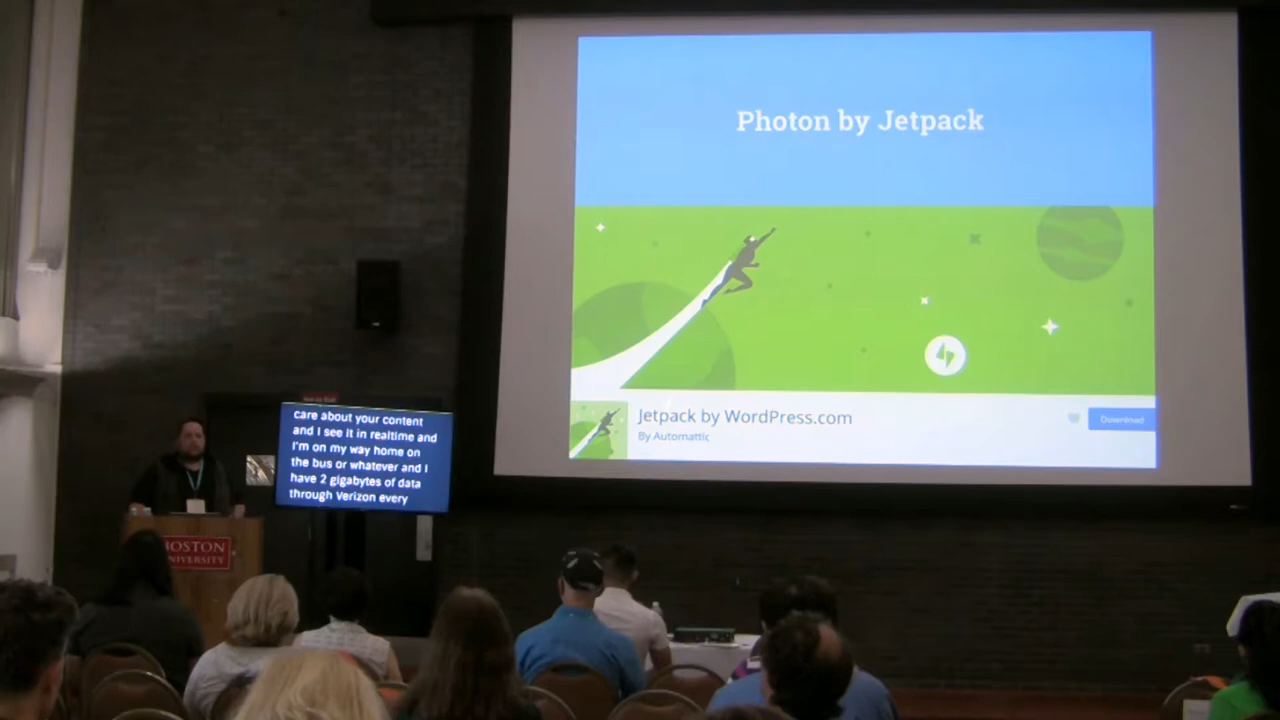 Photon by Jetpack
Jetpack by WordPress.com
By Automattic
Download
care about your content
and I see it in realtime and
I'm on my way home on
the bus or whatever and I
have 2 gigabytes of data
through Verizon every
BOSTON
UNIVERSITY